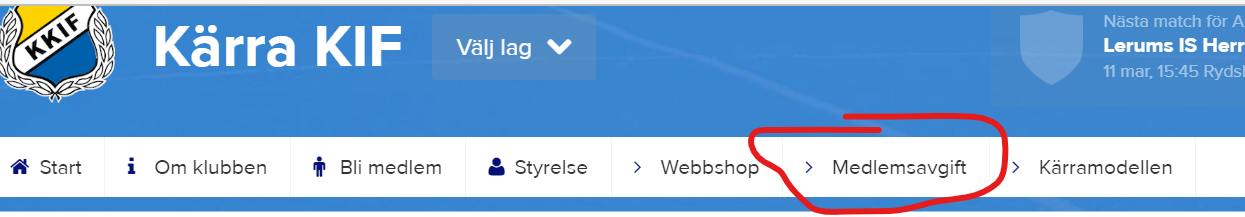 KKIF
Kärra KIF
Välj lag
Nästa match för
Lerums IS Herr
11 mar, 15:45
Start
Om klubben
Bli medlem
Styrelse
Webbshop
Medlemsavgift
Kärramodellen